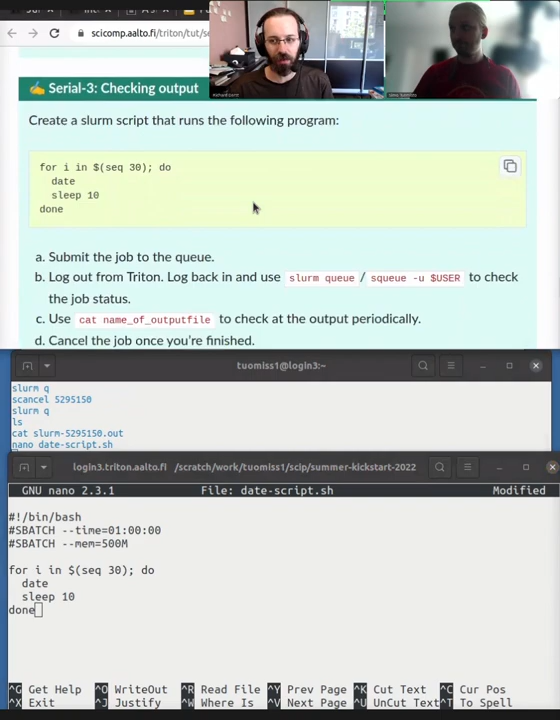 scicomp.aalto.fi/triton/tut/se
Serial-3: Checking output
Create a slurm script that runs the following program:
for i in $(seq 30); do
date
sleep 10
done
a. Submit the job to the queue.
b. Log out from Triton. Log back in and use slurm queue / squeue -u $USER to check
the job status.
c. Use cat name_of_outputfile to check at the output periodically.
d. Cancel the job once you're finished.
tuomiss1@login3:~
slurm q
scancel 5295150
slurm q
ls
cat slurm-5295150.out
nano date-script.sh
login3.triton.aalto.fi /scratch/work/tuomiss1/scip/summer-kickstart-2022
GNU nano 2.3.1 File: date-script.sh Modified
#!/bin/bash
#SBATCH --time=01:00:00
#SBATCH --mem=500M
for i in $(seq 30); do
date
sleep 10
done
^G Get Help ^O WriteOut ^R Read File ^Y Prev Page ^K Cut Text ^C Cur Pos
^X Exit ^J Justify ^W Where Is ^V Next Page ^U UnCut Text ^T To Spell